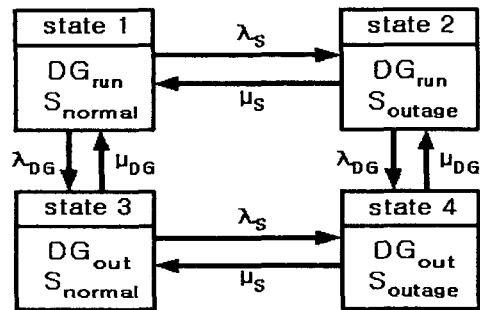 state 1
λS
state 2
DGrun
Snormal
μS
DGrun
Soutage
λDG
μDG
λDG
μDG
state 3
λS
state 4
DGout
Snormal
μS
DGout
Soutage